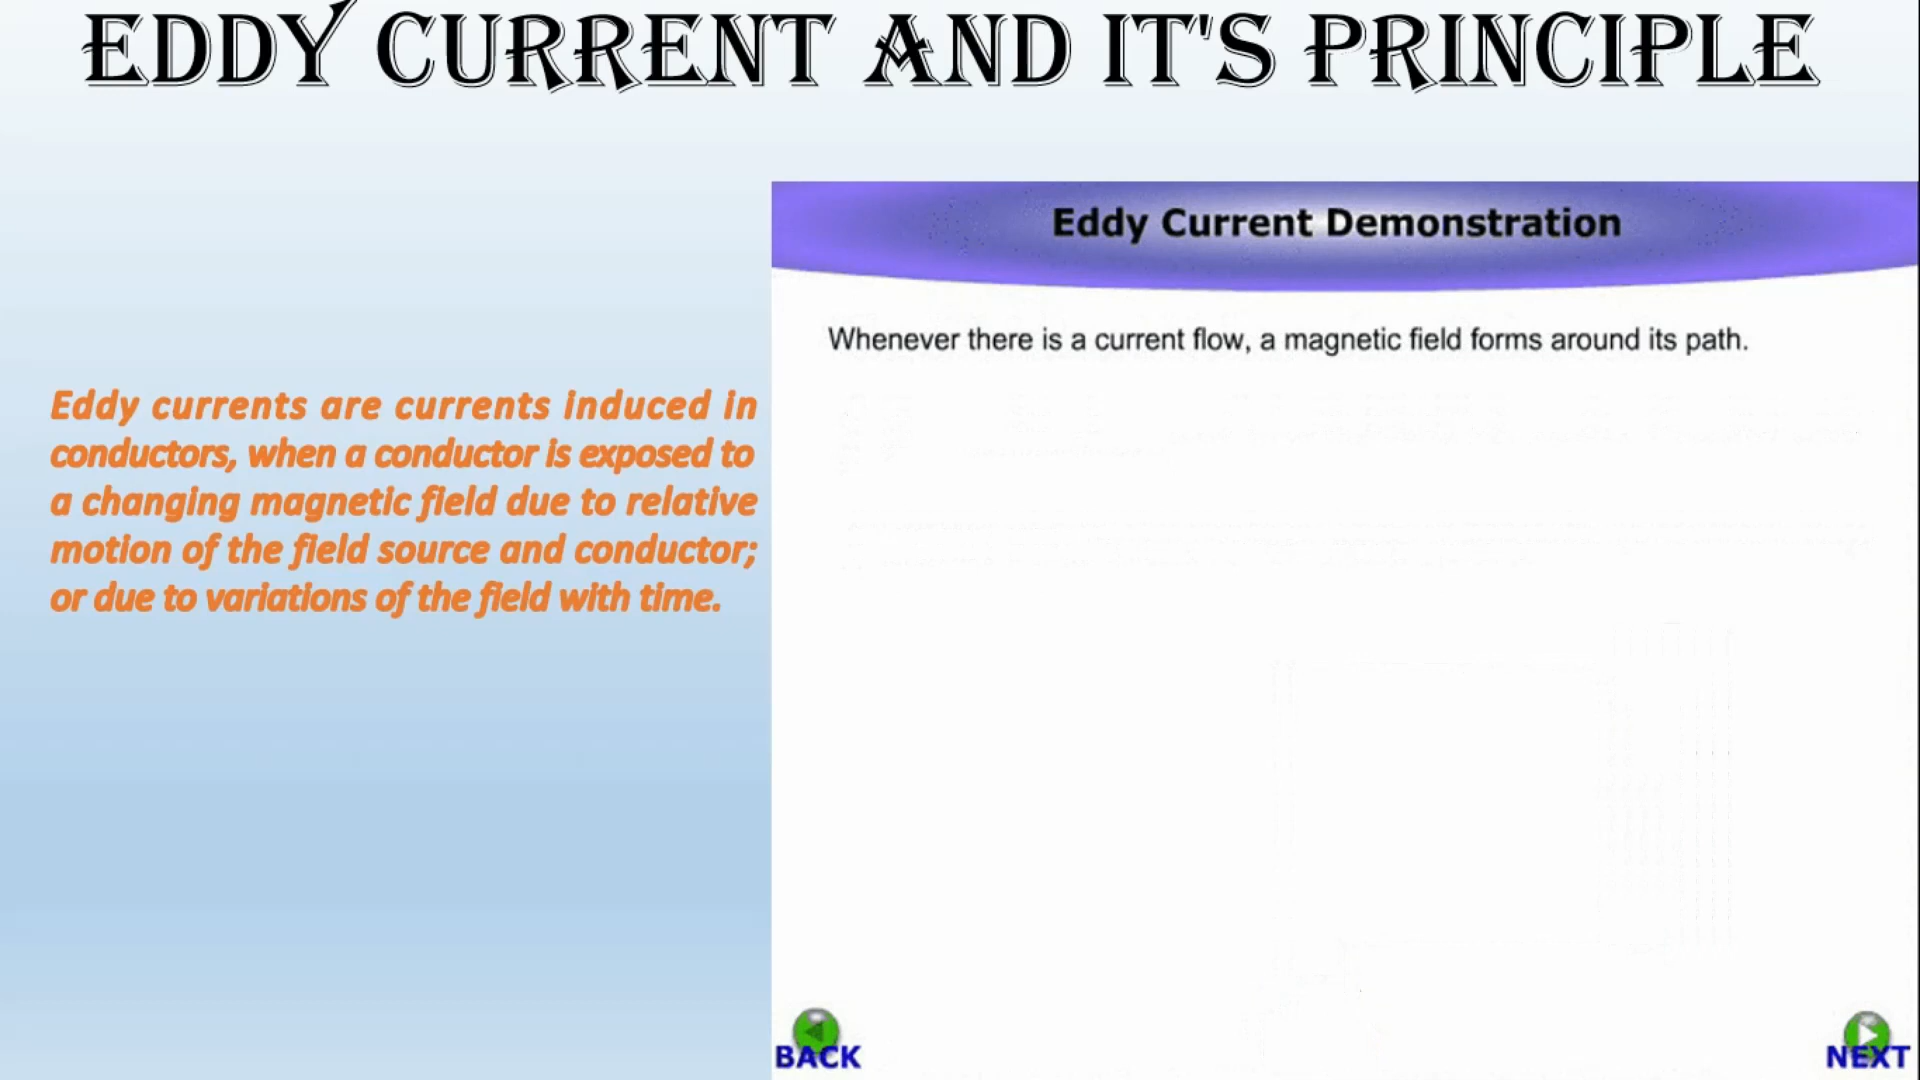 EDDY CURRENT AND IT'S PRINCIPLE
Eddy Current Demonstration
Whenever there is a current flow, a magnetic field forms around its path.
Eddy currents are currents induced in
conductors, when a conductor is exposed to
a changing magnetic field due to relative
motion of the field source and conductor;
or due to variations of the field with time.
BACK
NEXT